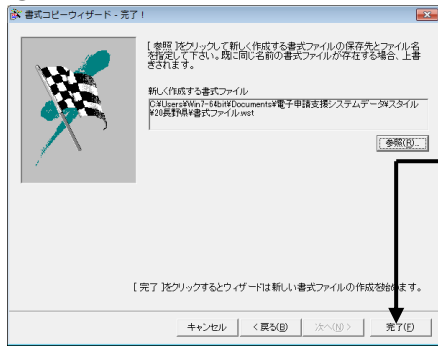 書式コピーウィザード - 完了!
[ 参照 ]をクリックして新しく作成する書式ファイルの保存先とファイル名
を指定して下さい。既に同じ名前の書式ファイルが存在する場合、上書
きされます。
新しく作成する書式ファイル
C:¥Users¥Win7-64bit¥Documents¥電子申請支援システムデータ¥スタイル
¥20長野県¥書式ファイル.wst
参照(R)...
[ 完了 ]をクリックするとウィザードは新しい書式ファイルの作成を始めます。
キャンセル
< 戻る(B)
次へ(N) >
完了(F)